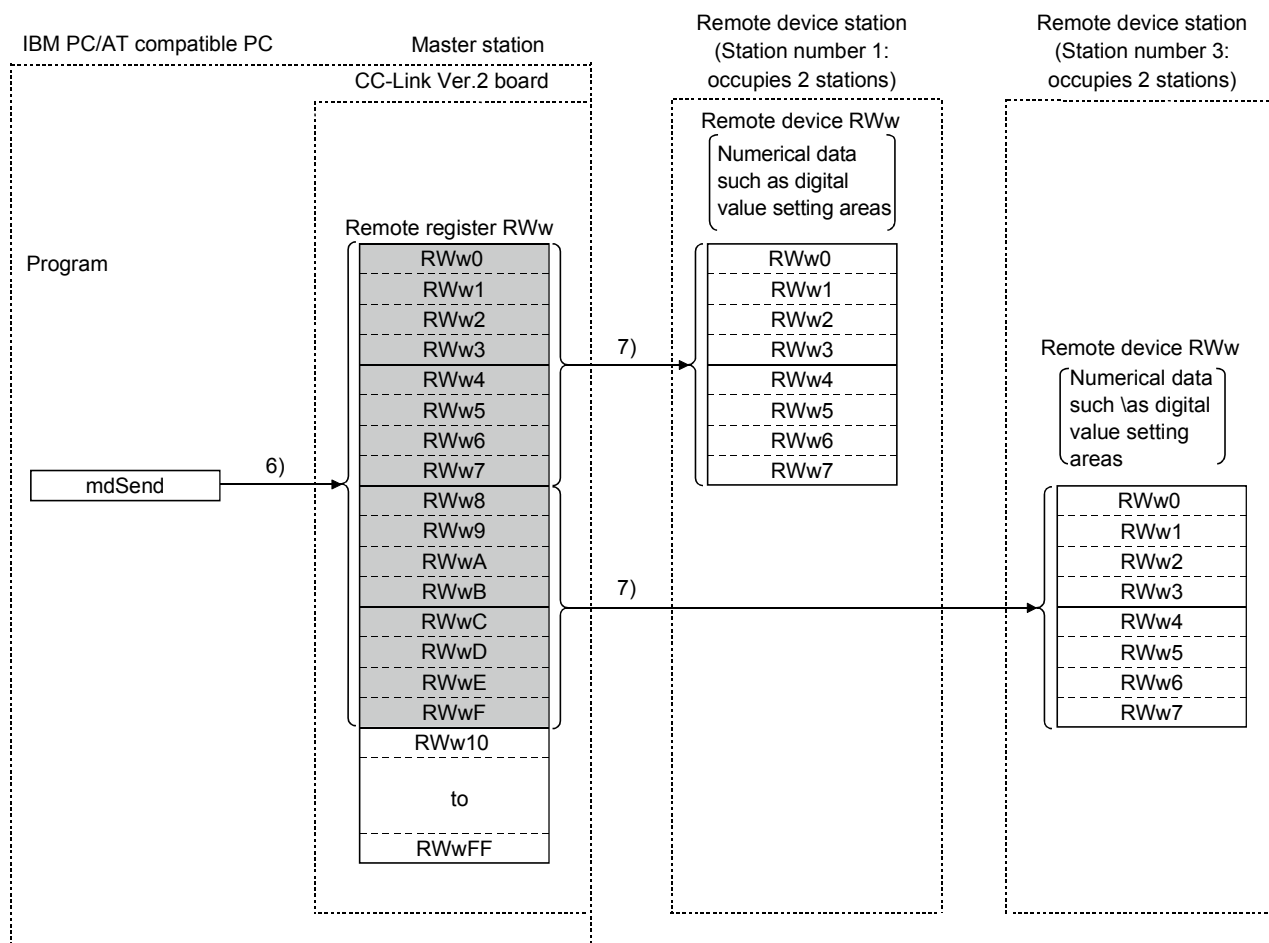 IBM PC/AT compatible PC
Master station
CC-Link Ver.2 board
Remote device station
(Station number 1:
occupies 2 stations)
Remote device station
(Station number 3:
occupies 2 stations)
Program
mdSend
6)
Remote register RWw
RWw0
RWw1
RWw2
RWw3
RWw4
RWw5
RWw6
RWw7
RWw8
RWw9
RWwA
RWwB
RWwC
RWwD
RWwE
RWwF
RWw10
to
RWwFF
7)
7)
Remote device RWw
Numerical data
such as digital
value setting areas
RWw0
RWw1
RWw2
RWw3
RWw4
RWw5
RWw6
RWw7
Remote device RWw
Numerical data
such \as digital
value setting
areas
RWw0
RWw1
RWw2
RWw3
RWw4
RWw5
RWw6
RWw7